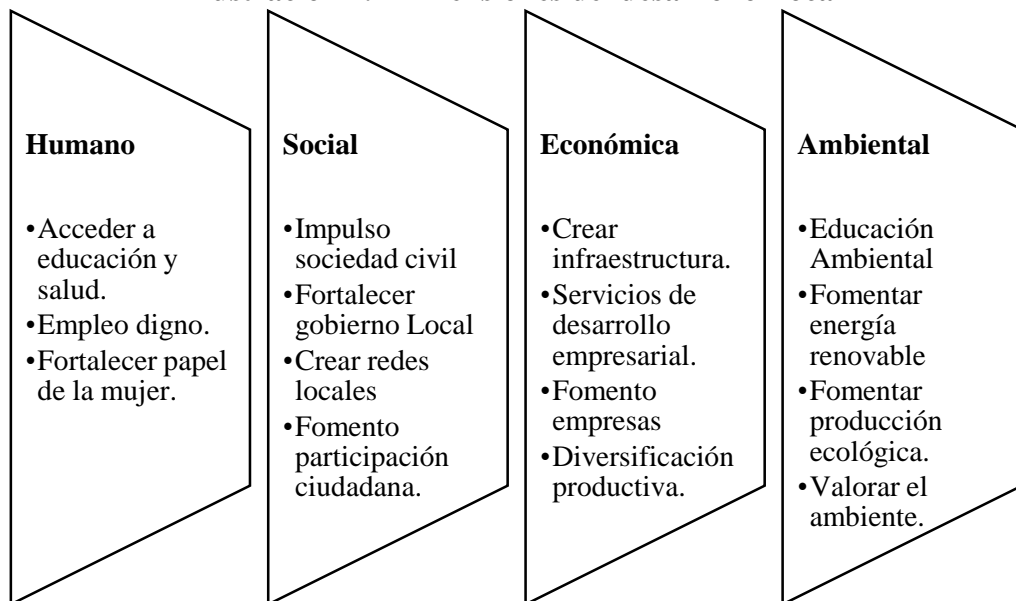 Humano
•Acceder a
educación y
salud.
•Empleo digno.
•Fortalecer papel
de la mujer.
Social
•Impulso
sociedad civil
•Fortalecer
gobierno Local
•Crear redes
locales
•Fomento
participación
ciudadana.
Económica
•Crear
infraestructura.
•Servicios de
desarrollo
empresarial.
•Fomento
empresas
•Diversificación
productiva.
Ambiental
•Educación
Ambiental
•Fomentar
energía
renovable
•Fomentar
producción
ecológica.
•Valorar el
ambiente.